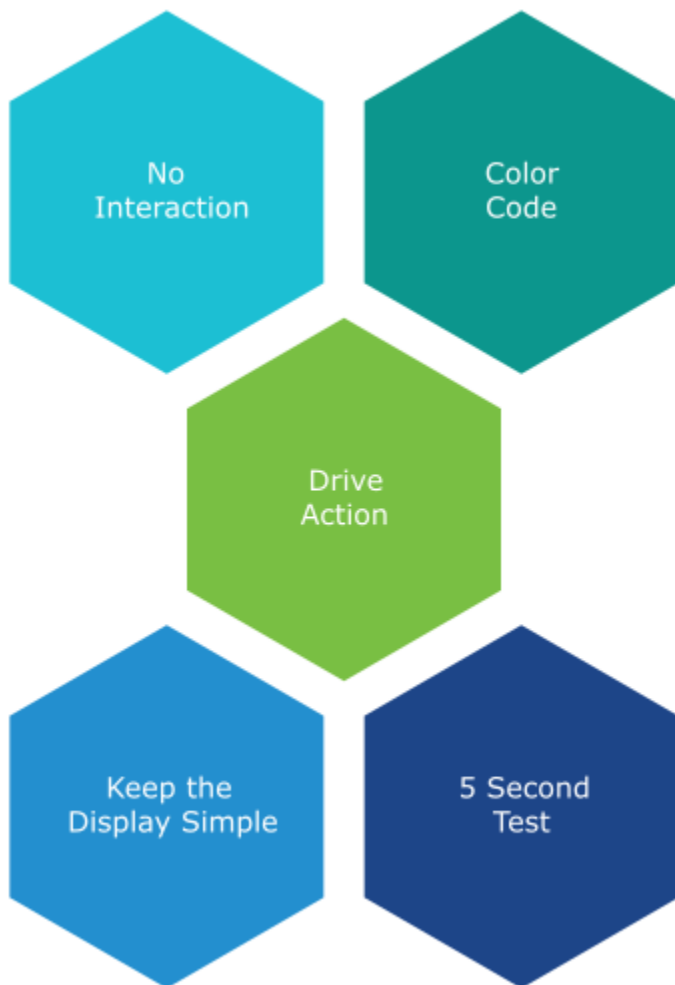 No
Interaction
Color
Code
Drive
Action
Keep the
Display Simple
5 Second
Test